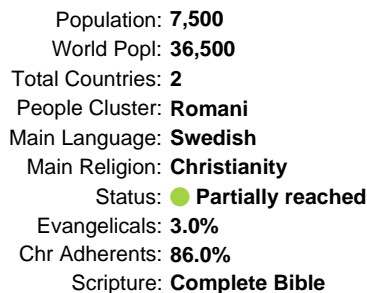 Population: 7,500
World Popl: 36,500
Total Countries: 2
People Cluster: Romani
Main Language: Swedish
Main Religion: Christianity
Status: Partially reached
Evangelicals: 3.0%
Chr Adherents: 86.0%
Scripture: Complete Bible